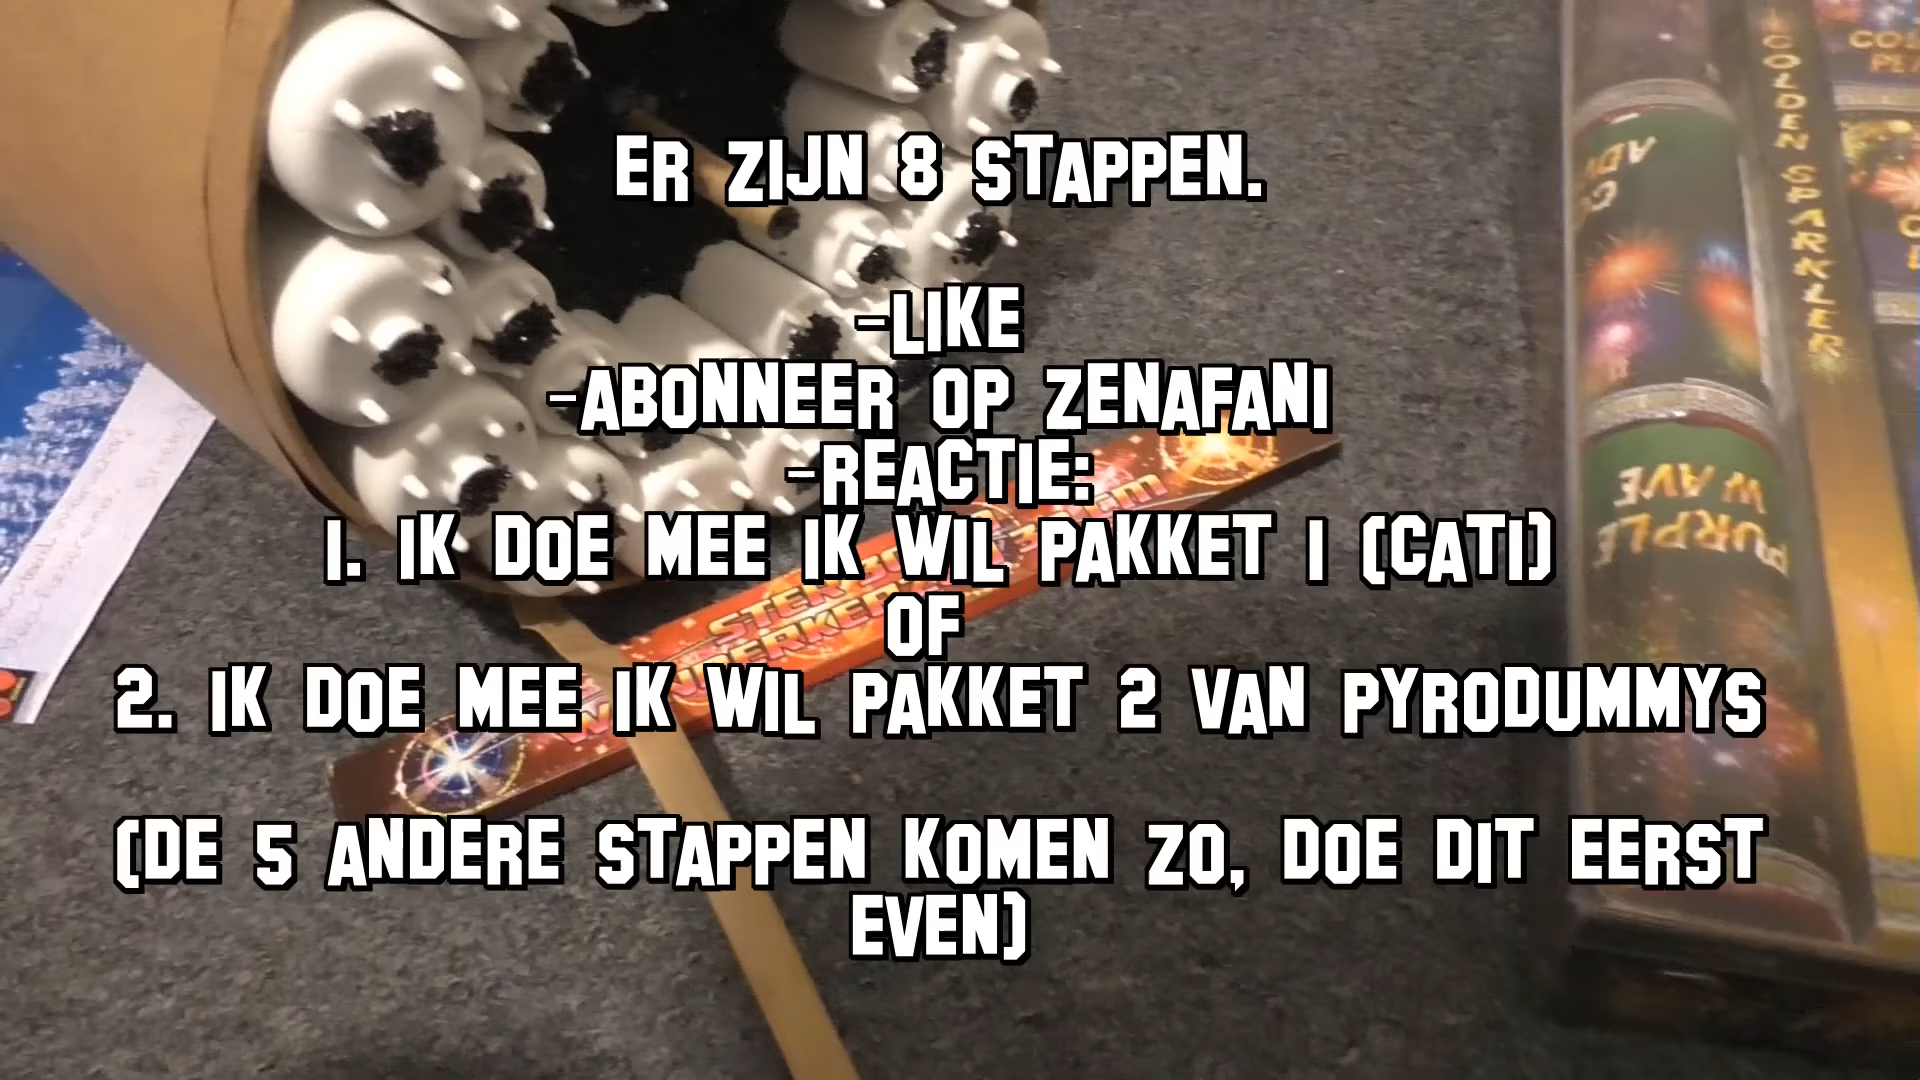 ER ZIJN 8 STAPPEN.
-LIKE
-ABONNEER OP ZENAFANI
-REACTIE:
1. IK DOE MEE IK WIL PAKKET 1 (CAT1)
OF
2. IK DOE MEE IK WIL PAKKET 2 VAN PYRODUMMYS
(DE 5 ANDERE STAPPEN KOMEN ZO, DOE DIT EERST
EVEN)
GOLDEN SPARKLER
PURPLE
WAVE